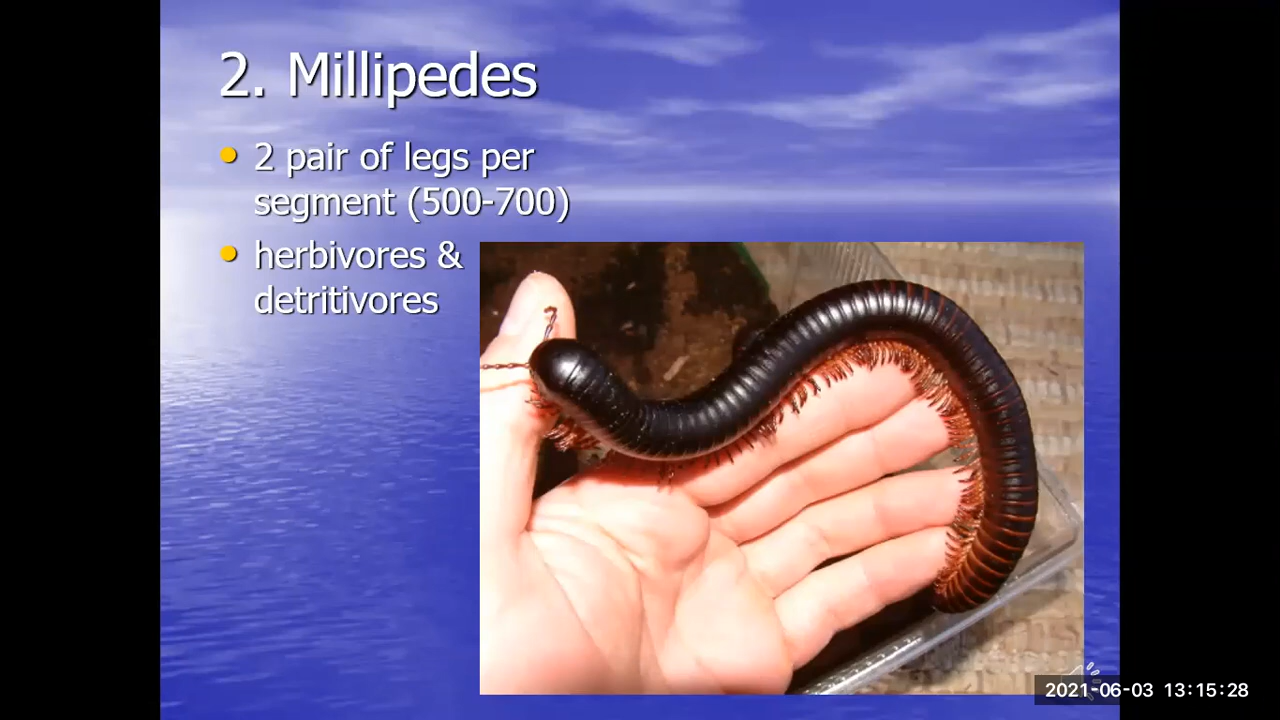 2. Millipedes
2 pair of legs per
segment (500-700)
herbivores &
detritivores
2021-06-03 13:15:28